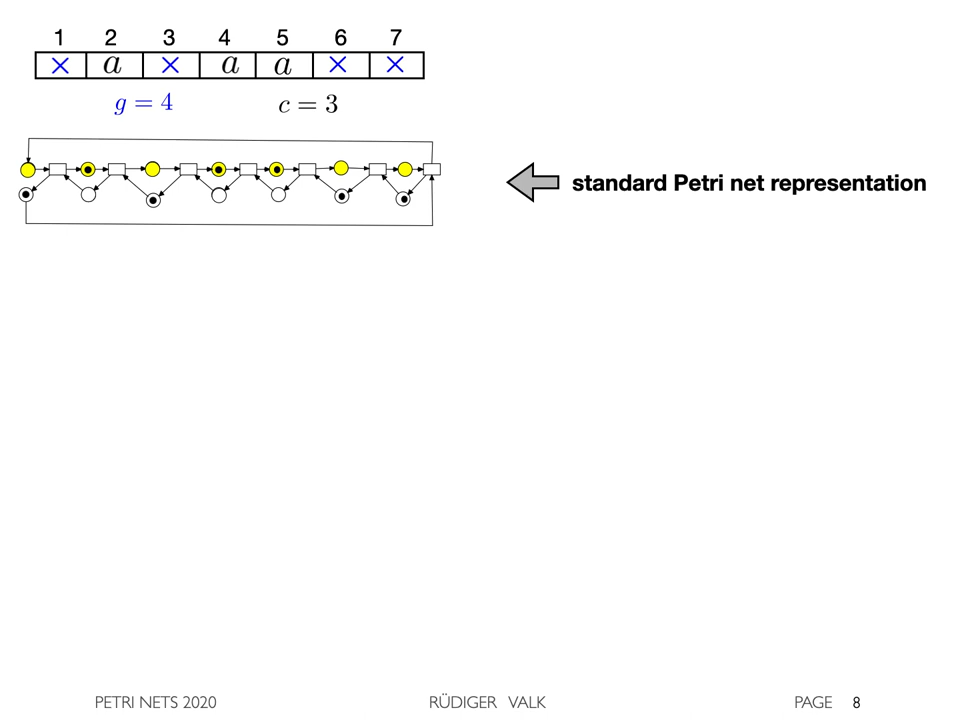 1 2 3 4 5 6 7
× a × a a × ×
g = 4 c = 3
standard Petri net representation
PETRI NETS 2020 RÜDIGER VALK PAGE 8